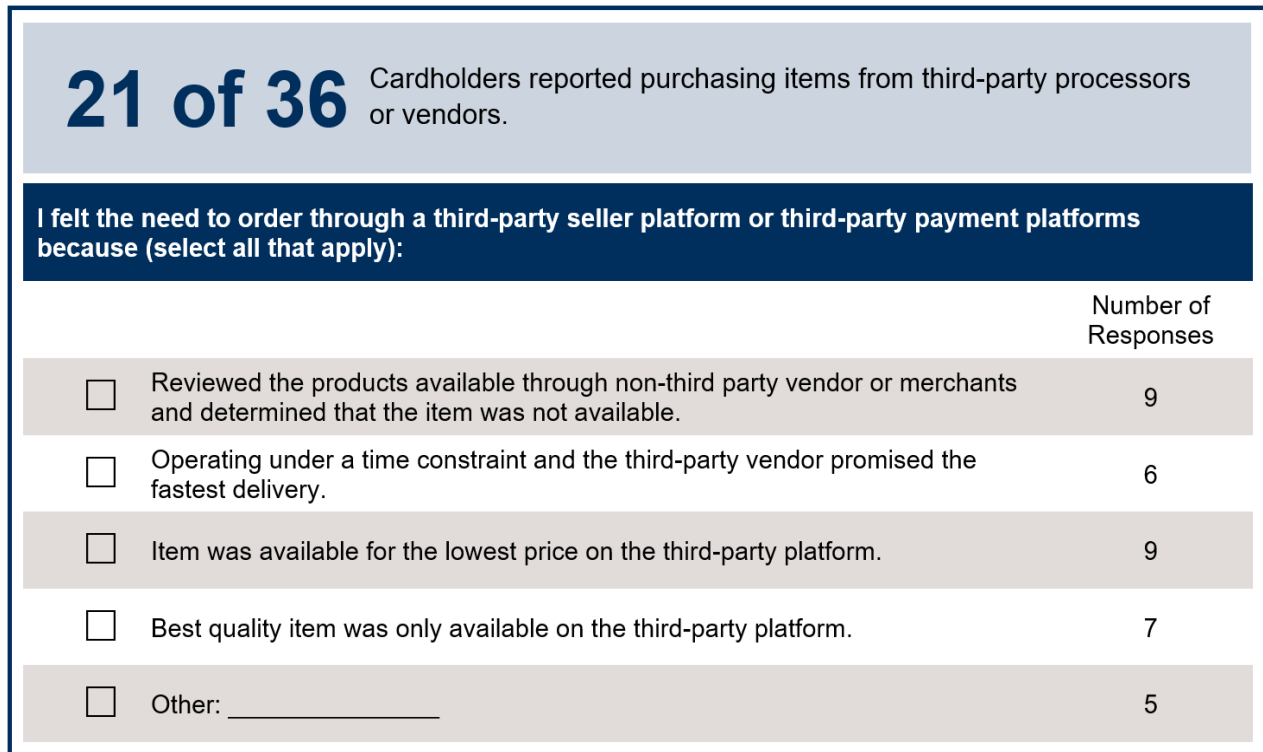 21 of 36
Cardholders reported purchasing items from third-party processors
or vendors.
I felt the need to order through a third-party seller platform or third-party payment platforms
because (select all that apply):
Number of
Responses
Reviewed the products available through non-third party vendor or merchants
and determined that the item was not available.
9
Operating under a time constraint and the third-party vendor promised the
fastest delivery.
6
Item was available for the lowest price on the third-party platform.
9
Best quality item was only available on the third-party platform.
7
Other: _______________
5